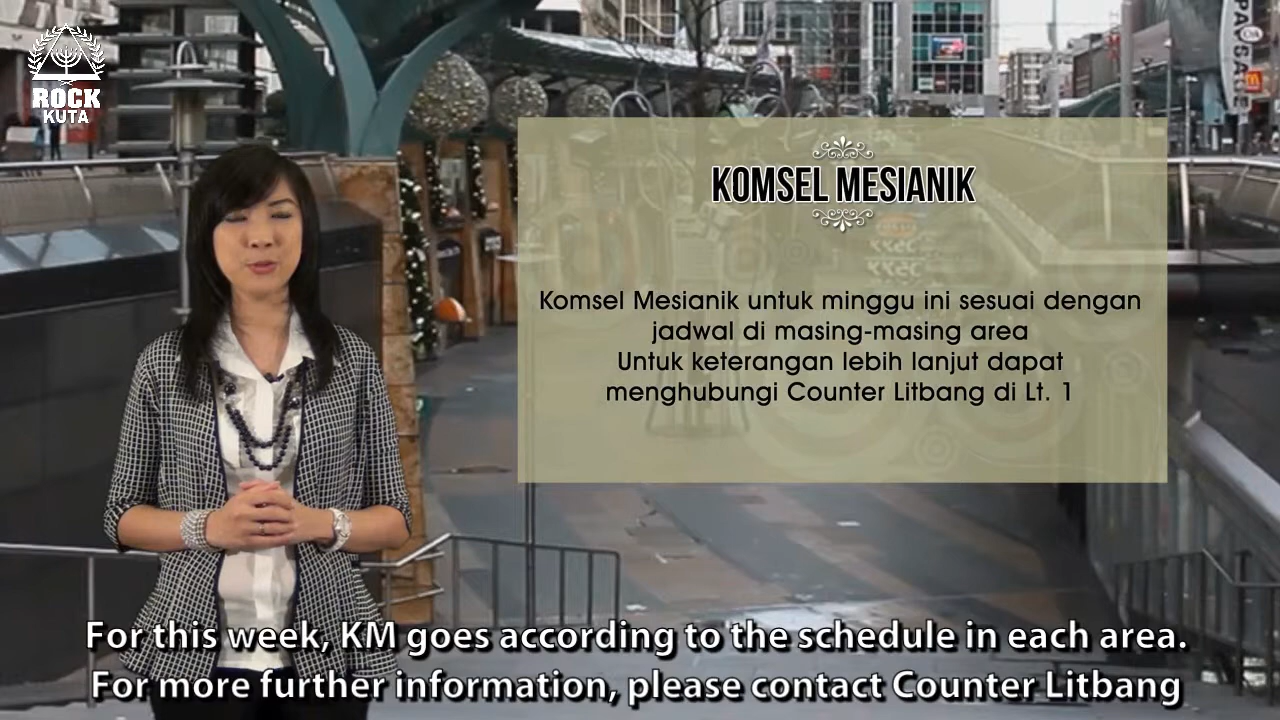 ROCK
KUTA
KOMSEL MESIANIK
Komsel Mesianik untuk minggu ini sesuai dengan
jadwal di masing-masing area
Untuk keterangan lebih lanjut dapat
menghubungi Counter Litbang di Lt. 1
For this week, KM goes according to the schedule in each area.
For more further information, please contact Counter Litbang